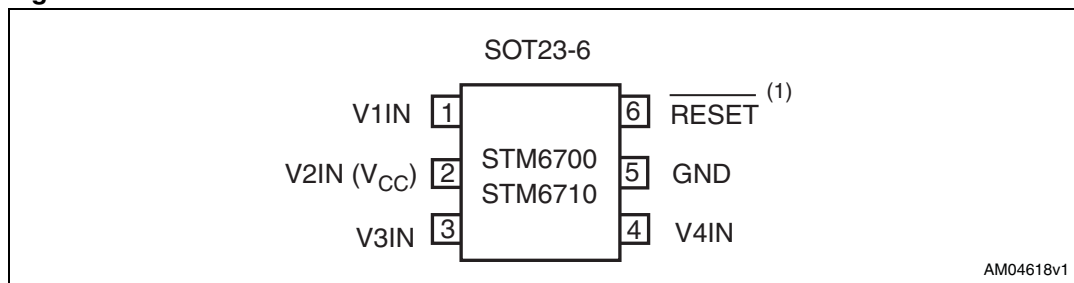 SOT23-6
V1IN 1 6 RESET (1)
V2IN (VCC) 2 STM6700 5 GND
STM6710
V3IN 3 4 V4IN
AM04618v1